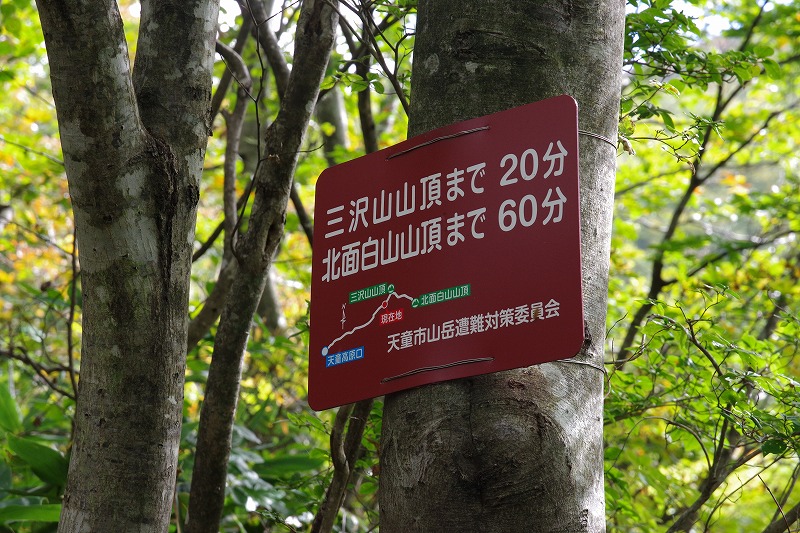 三沢山山頂まで 20分
北面白山山頂まで 60分
三沢山山頂
北面白山山頂
N
現在地
天童高原口
天童市山岳遭難対策委員会